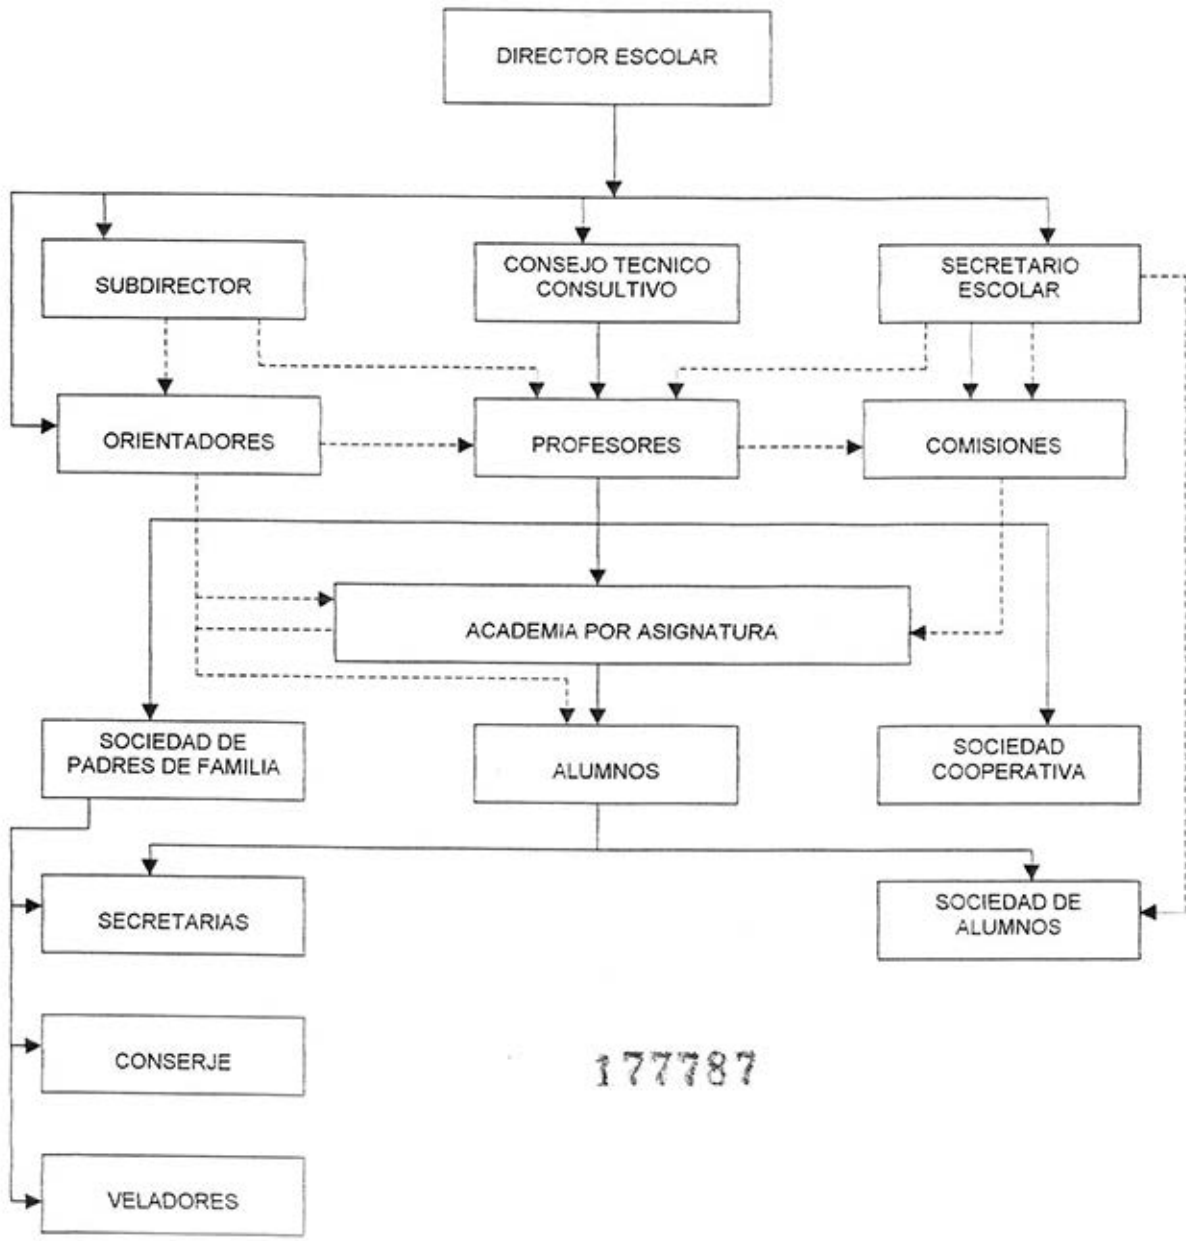 DIRECTOR ESCOLAR
SUBDIRECTOR
CONSEJO TECNICO
CONSULTIVO
SECRETARIO
ESCOLAR
ORIENTADORES
PROFESORES
COMISIONES
ACADEMIA POR ASIGNATURA
SOCIEDAD DE
PADRES DE FAMILIA
ALUMNOS
SOCIEDAD
COOPERATIVA
SECRETARIAS
SOCIEDAD DE
ALUMNOS
CONSERJE
177787
VELADORES